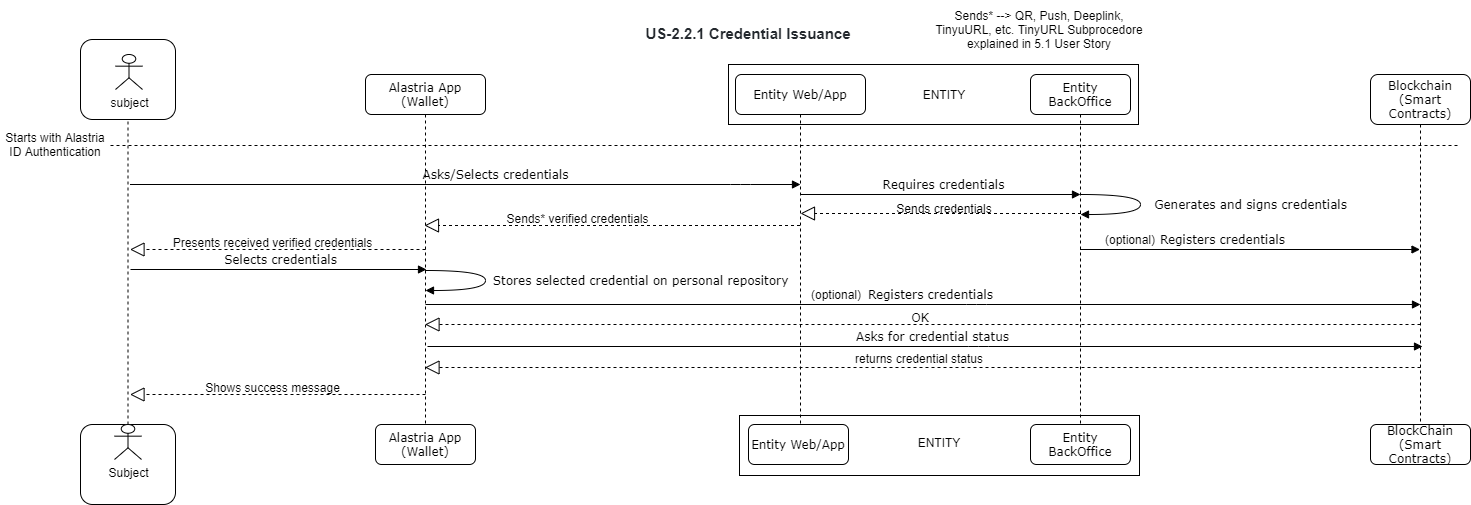 US-2.2.1 Credential Issuance
Sends* --> QR, Push, Deeplink,
TinyuURL, etc. TinyURL Subprocedore
explained in 5.1 User Story
subject
Alastria App
(Wallet)
Entity Web/App
ENTITY
Entity
BackOffice
Blockchain
(Smart
Contracts)
Starts with Alastria
ID Authentication
Asks/Selects credentials
Requires credentials
Generates and signs credentials
Sends credentials
Sends* verified credentials
Presents received verified credentials
(optional) Registers credentials
Selects credentials
Stores selected credential on personal repository
(optional) Registers credentials
OK
Asks for credential status
returns credential status
Shows success message
Subject
Alastria App
(Wallet)
Entity Web/App
ENTITY
Entity
BackOffice
BlockChain
(Smart
Contracts)